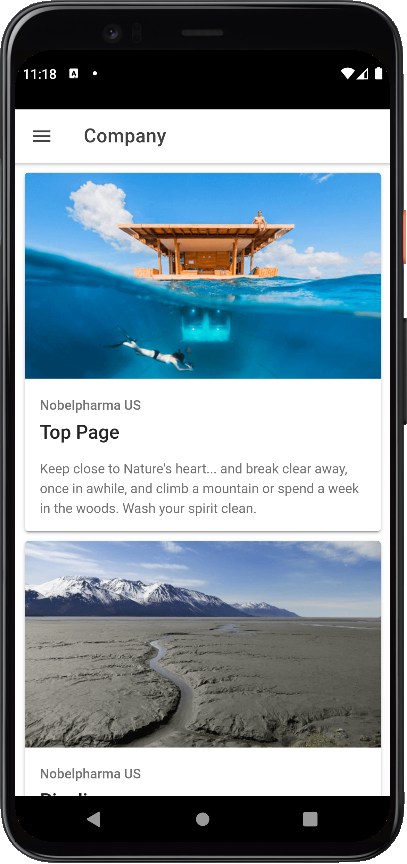 11:18
Company
Nobelpharma US
Top Page
Keep close to Nature's heart... and break clear away,
once in awhile, and climb a mountain or spend a week
in the woods. Wash your spirit clean.
Nobelpharma US